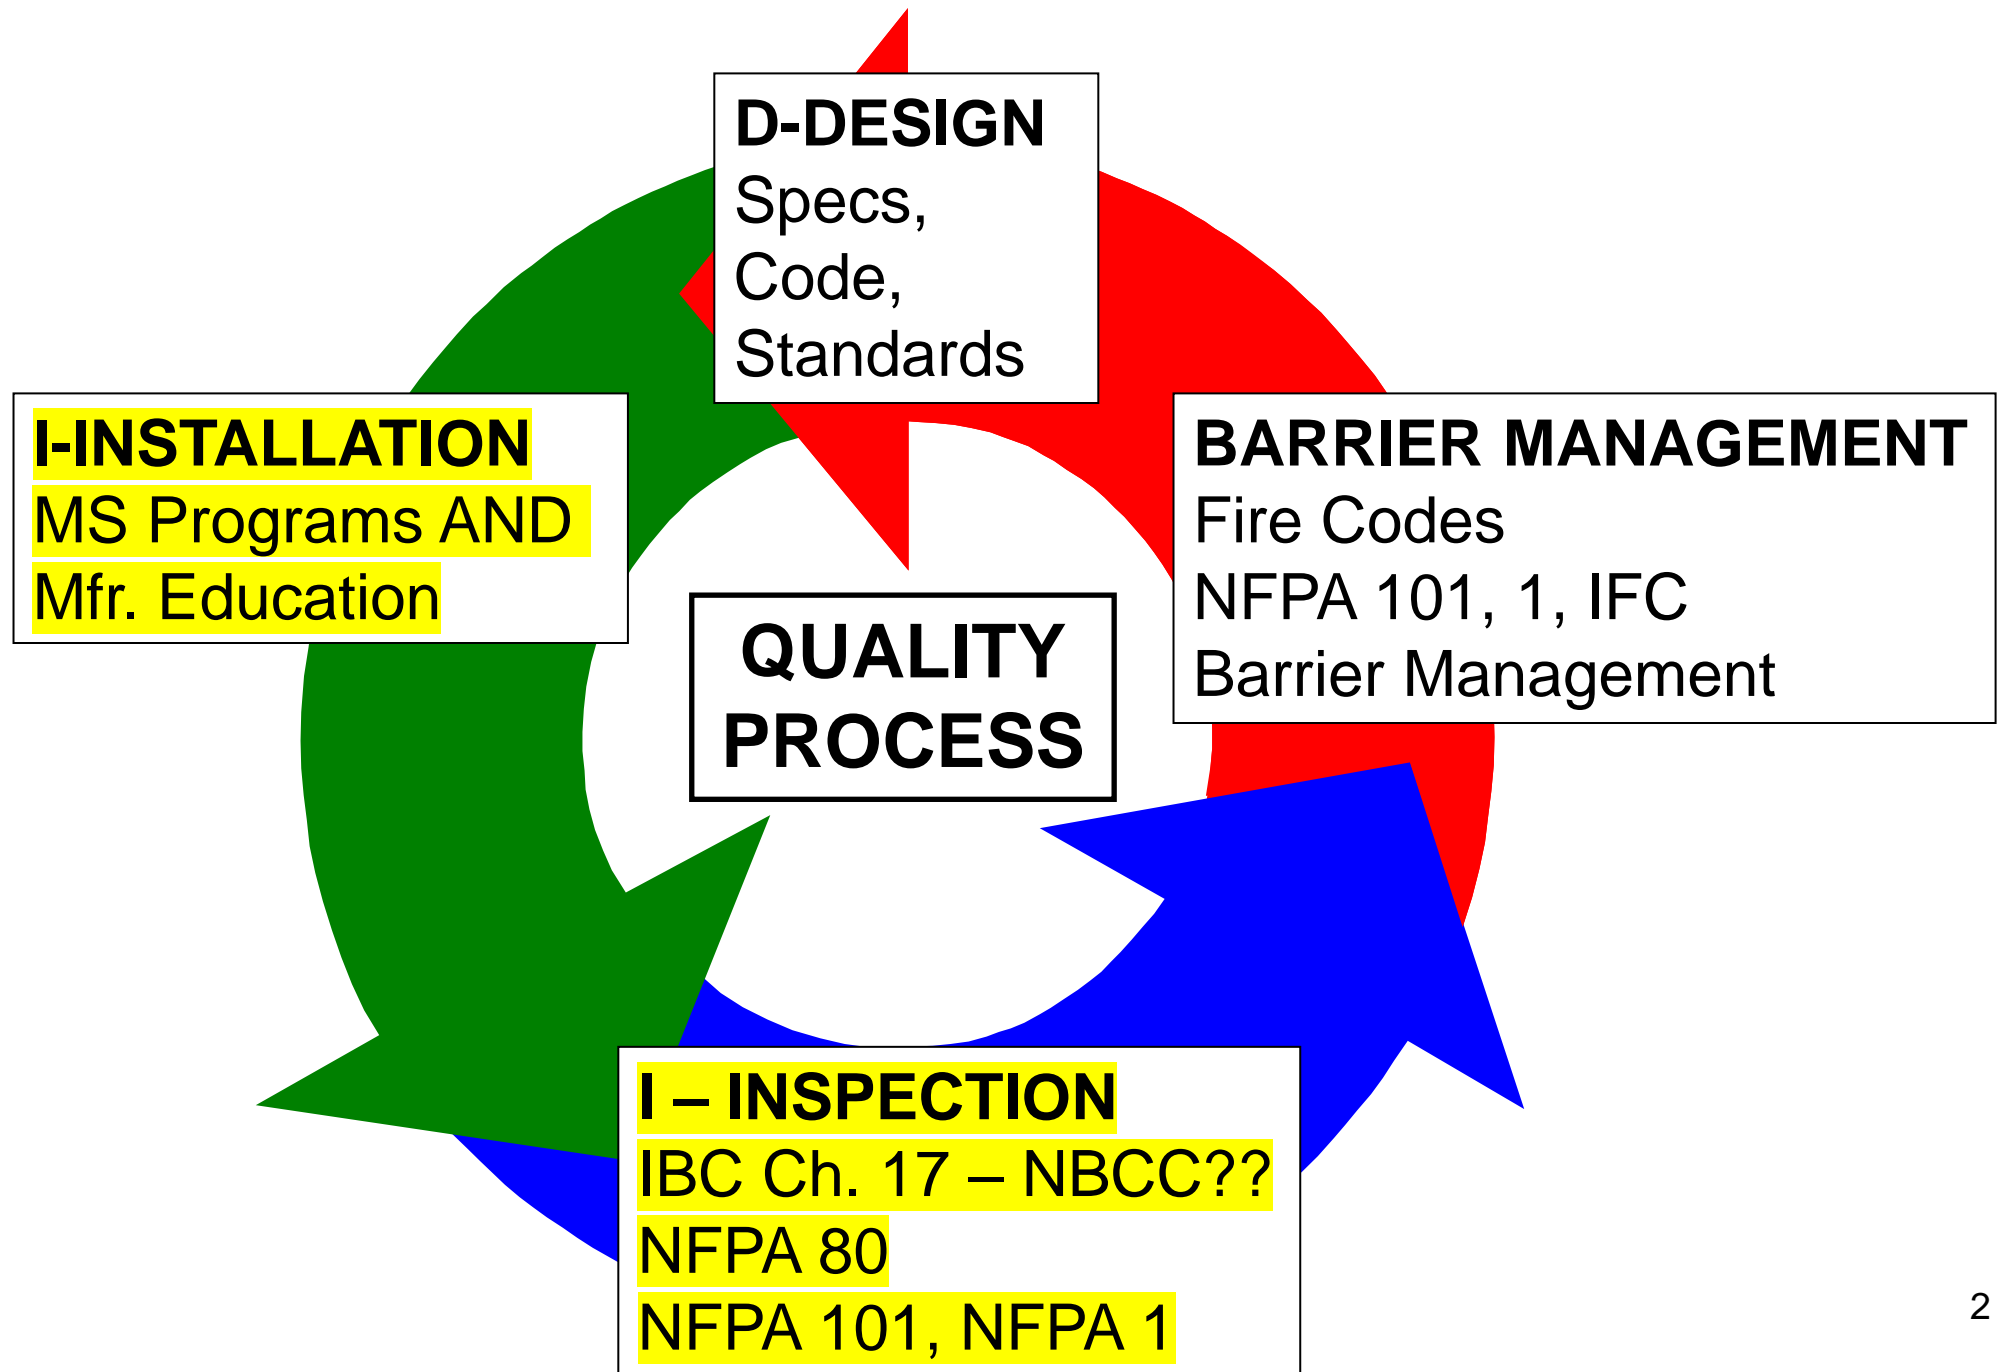 D-DESIGN
Specs,
Code,
Standards
I-INSTALLATION
MS Programs AND
Mfr. Education
BARRIER MANAGEMENT
Fire Codes
NFPA 101, 1, IFC
Barrier Management
QUALITY
PROCESS
I – INSPECTION
IBC Ch. 17 – NBCC??
NFPA 80
NFPA 101, NFPA 1
2